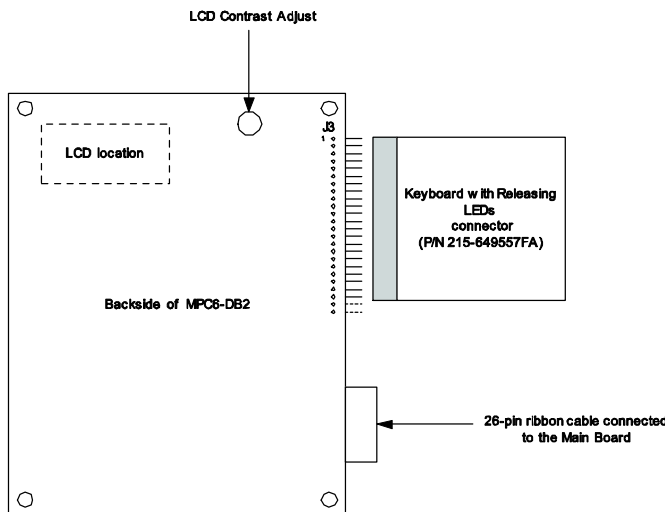 LCD Contrast Adjust
J3
1
LCD location
Keyboard with Releasing
LEDs
connector
(P/N 215-649557FA)
Backside of MPC6-DB2
26-pin ribbon cable connected
to the Main Board